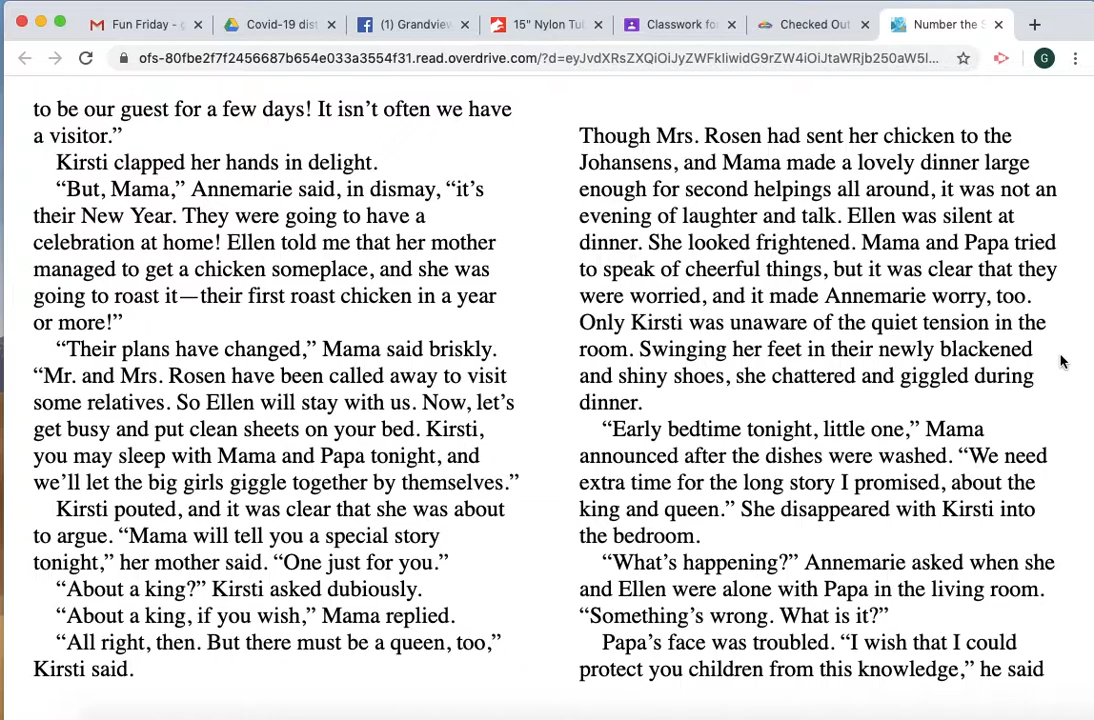 Fun Friday - g
Covid-19 dist
(1) Grandview
15" Nylon Tul
Classwork fo
Checked Out
Number the S
ofs-80fbe2f7f2456687b654e033a3554f31.read.overdrive.com/?d=eyJvdXRsZXQiOiJyZWFkIiwidG9rZW4iOiJtaWRjb250aW5l...
G
to be our guest for a few days! It isn’t often we have
a visitor.”
Kirsti clapped her hands in delight.
“But, Mama,” Annemarie said, in dismay, “it’s
their New Year. They were going to have a
celebration at home! Ellen told me that her mother
managed to get a chicken someplace, and she was
going to roast it—their first roast chicken in a year
or more!”
“Their plans have changed,” Mama said briskly.
“Mr. and Mrs. Rosen have been called away to visit
some relatives. So Ellen will stay with us. Now, let’s
get busy and put clean sheets on your bed. Kirsti,
you may sleep with Mama and Papa tonight, and
we’ll let the big girls giggle together by themselves.”
Kirsti pouted, and it was clear that she was about
to argue. “Mama will tell you a special story
tonight,” her mother said. “One just for you.”
“About a king?” Kirsti asked dubiously.
“About a king, if you wish,” Mama replied.
“All right, then. But there must be a queen, too,”
Kirsti said.
Though Mrs. Rosen had sent her chicken to the
Johansens, and Mama made a lovely dinner large
enough for second helpings all around, it was not an
evening of laughter and talk. Ellen was silent at
dinner. She looked frightened. Mama and Papa tried
to speak of cheerful things, but it was clear that they
were worried, and it made Annemarie worry, too.
Only Kirsti was unaware of the quiet tension in the
room. Swinging her feet in their newly blackened
and shiny shoes, she chattered and giggled during
dinner.
“Early bedtime tonight, little one,” Mama
announced after the dishes were washed. “We need
extra time for the long story I promised, about the
king and queen.” She disappeared with Kirsti into
the bedroom.
“What’s happening?” Annemarie asked when she
and Ellen were alone with Papa in the living room.
“Something’s wrong. What is it?”
Papa’s face was troubled. “I wish that I could
protect you children from this knowledge,” he said